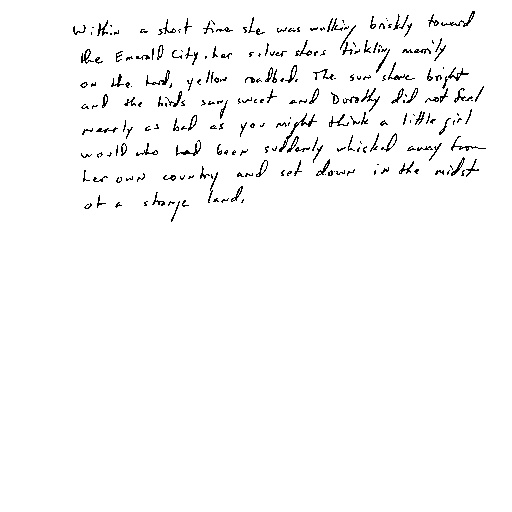 Within a short time she was walking briskly toward
the Emerald City, her silver shoes tinkling merrily
on the hard, yellow roadbed. The sun shone bright
and the birds sang sweet and Dorothy did not feel
nearly as bad as you might think a little girl
would who had been suddenly whisked away from
her own country and set down in the midst
of a strange land.